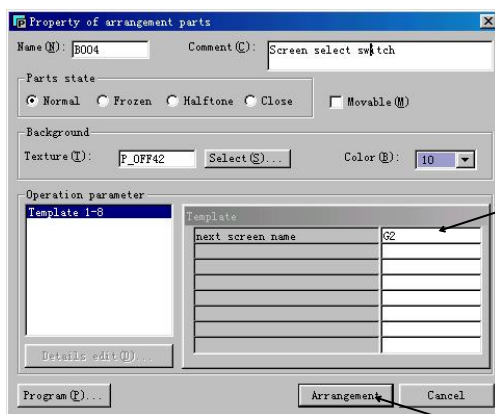 Property of arrangement parts
Name(N): B004 Comment(C): Screen select switch
Parts state
Normal Frozen Halftone Close Movable(M)
Background
Texture(T): P_OFF42 Select(S)... Color(B): 10
Operation parameter
Template 1-8
Template
next screen name G2
Details edit(D)...
Program(P)... Arrangement Cancel